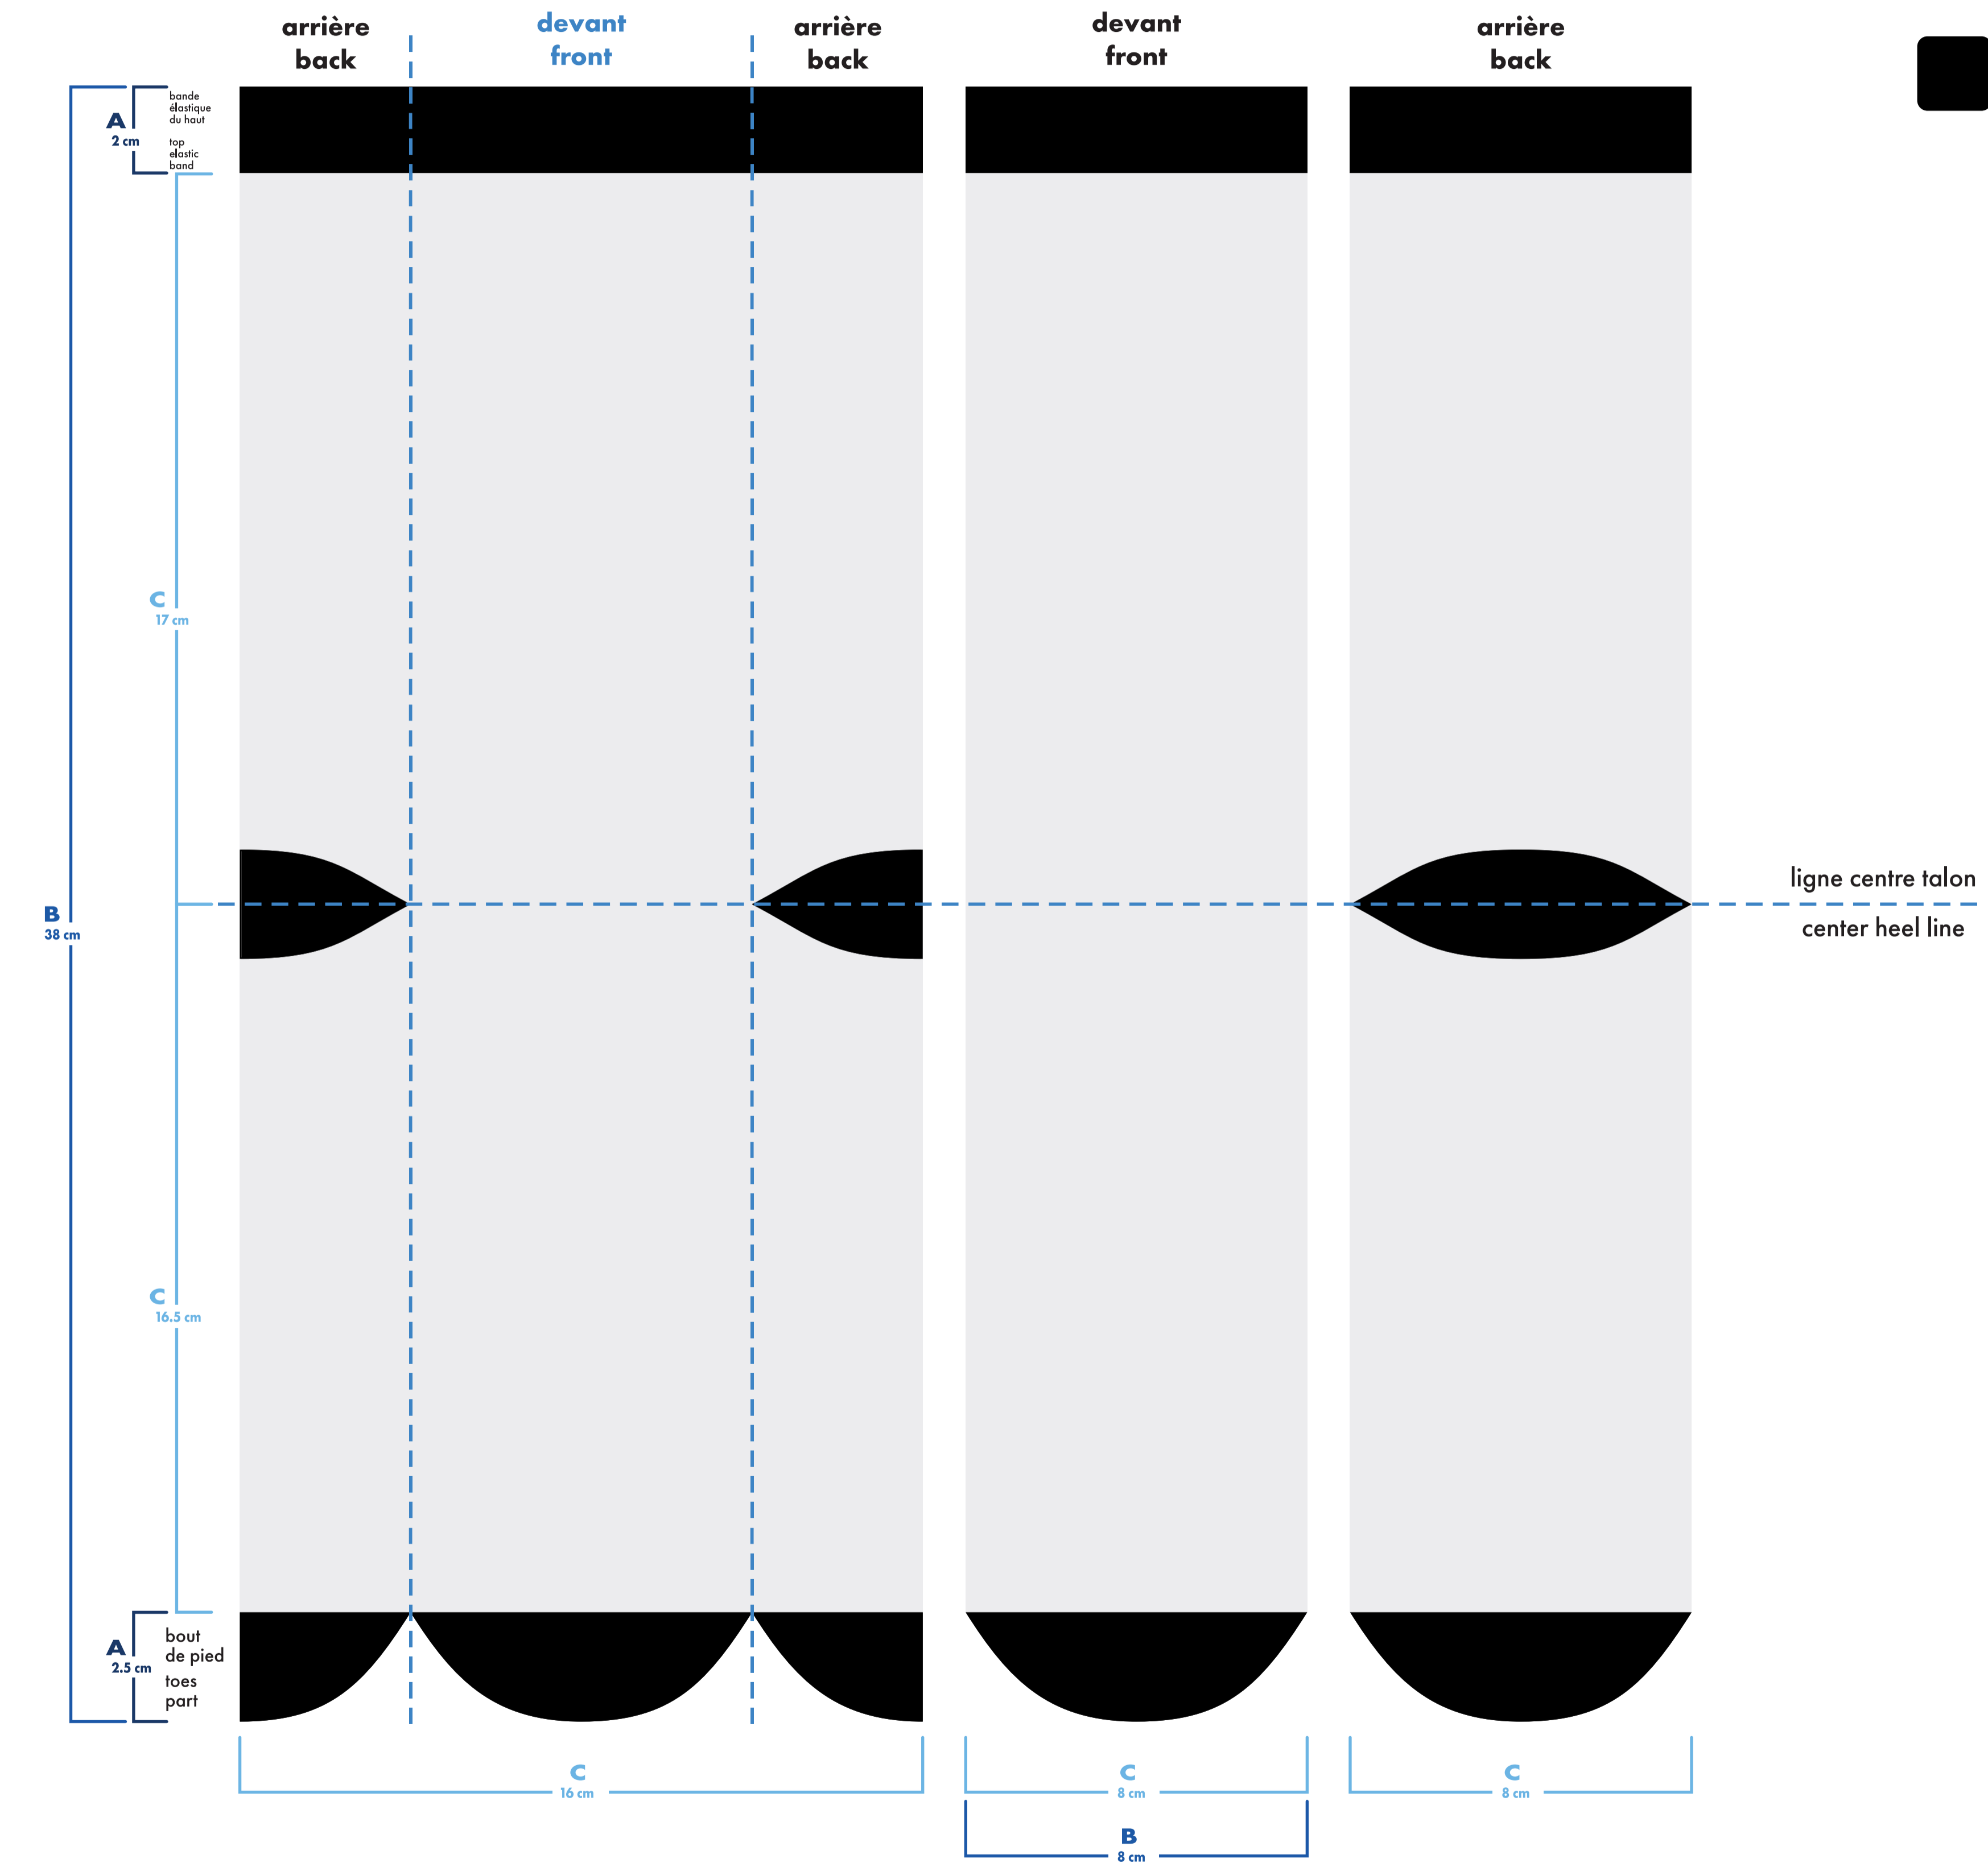 arrière
back
devant
front
arrière
back
devant
front
arrière
back
A
2 cm
bande
élastique
du haut
top
elastic
band
C
17 cm
B
38 cm
ligne centre talon
center heel line
C
16.5 cm
A
2.5 cm
bout
de pied
toes
part
C
16 cm
C
8 cm
C
8 cm
B
8 cm